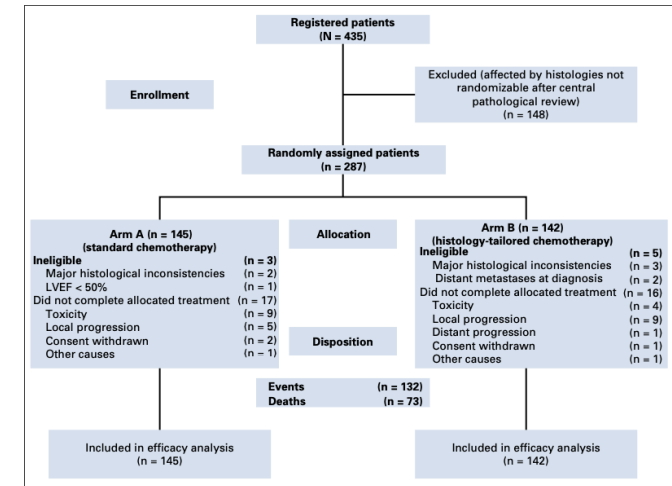 Registered patients
(N = 435)
Enrollment
Excluded (affected by histologies not
randomizable after central
pathological review)
(n = 148)
Randomly assigned patients
(n = 287)
Arm A (n = 145)
(standard chemotherapy)
Ineligible (n = 3)
Major histological inconsistencies (n = 2)
LVEF < 50% (n = 1)
Did not complete allocated treatment (n = 17)
Toxicity (n = 9)
Local progression (n = 5)
Consent withdrawn (n = 2)
Other causes (n – 1)
Allocation
Disposition
Arm B (n = 142)
(histology-tailored chemotherapy)
Ineligible (n = 5)
Major histological inconsistencies (n = 3)
Distant metastases at diagnosis (n = 2)
Did not complete allocated treatment (n = 16)
Toxicity (n = 4)
Local progression (n = 9)
Distant progression (n = 1)
Consent withdrawn (n = 1)
Other causes (n = 1)
Events (n = 132)
Deaths (n = 73)
Included in efficacy analysis
(n = 145)
Included in efficacy analysis
(n = 142)